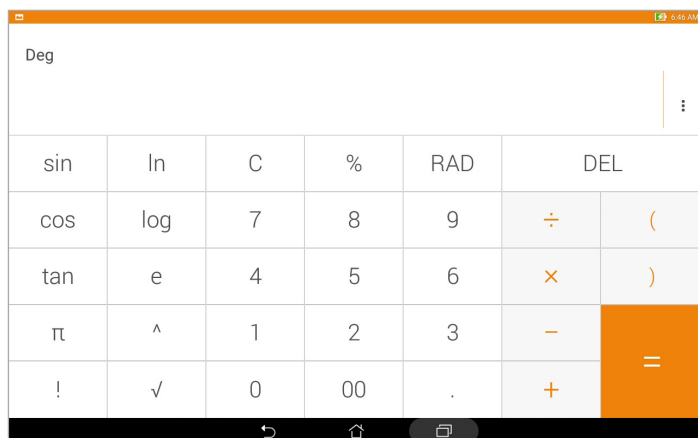 6:46 AM
Deg
sin ln C % RAD DEL
cos log 7 8 9 ÷ (
tan e 4 5 6 × )
π ^ 1 2 3 −
=
! √ 0 00 . +